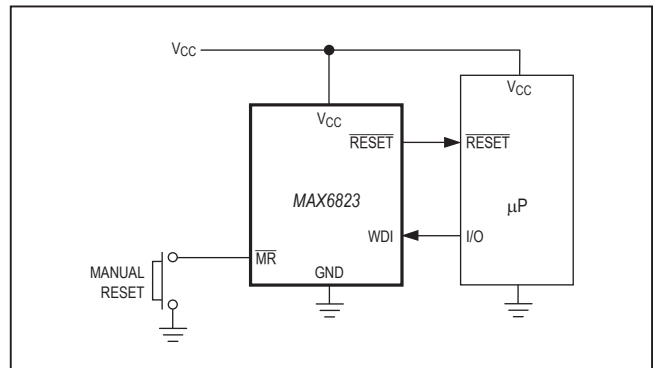 VCC
VCC
VCC
RESET
RESET
MAX6823
μP
WDI
I/O
MR
MANUAL
RESET
GND